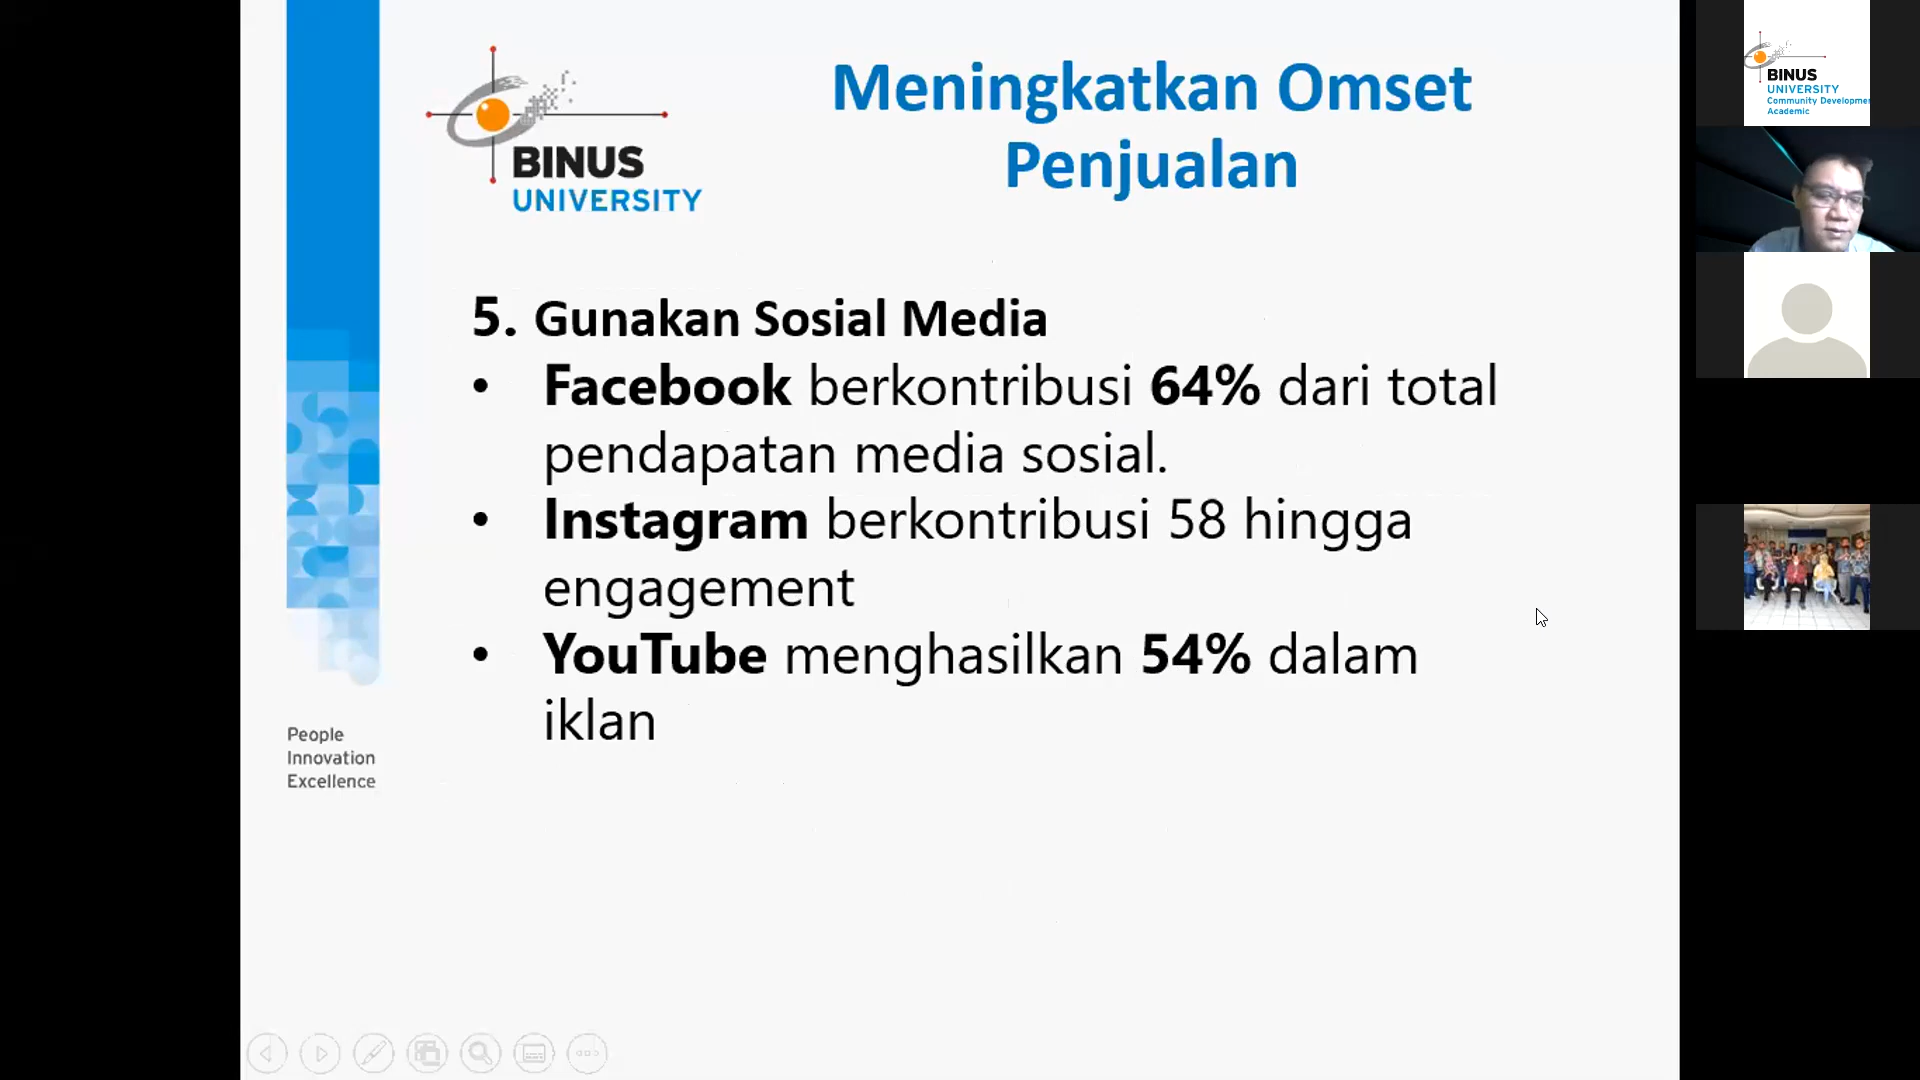 BINUS
UNIVERSITY
Meningkatkan Omset
Penjualan
5. Gunakan Sosial Media
• Facebook berkontribusi 64% dari total
pendapatan media sosial.
• Instagram berkontribusi 58 hingga
engagement
• YouTube menghasilkan 54% dalam
iklan
People
Innovation
Excellence
BINUS
UNIVERSITY
Community Developme
Academic